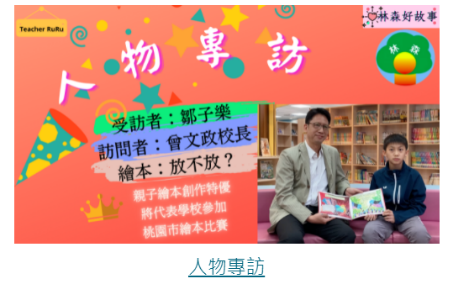 Teacher RuRu
林森好故事
人物專訪
林森
受訪者：鄒子樂
訪問者：曾文政校長
繪本：放不放？
親子繪本創作特優
將代表學校參加
桃園市繪本比賽
人物專訪